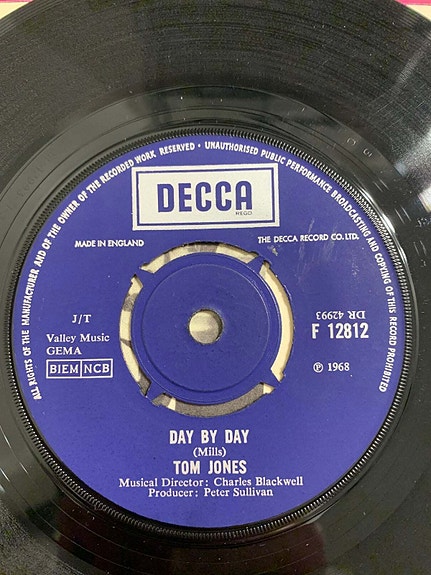 ALL RIGHTS OF THE MANUFACTURER AND OF THE OWNER OF THE RECORDED WORK RESERVED · UNAUTHORISED PUBLIC PERFORMANCE BROADCASTING AND COPYING OF THIS RECORD PROHIBITED
DECCA
REGD
MADE IN ENGLAND
THE DECCA RECORD CO. LTD.
J/T
Valley Music
GEMA
BIEM NCB
DR 42993
F 12812
℗ 1968
DAY BY DAY
(Mills)
TOM JONES
Musical Director: Charles Blackwell
Producer: Peter Sullivan